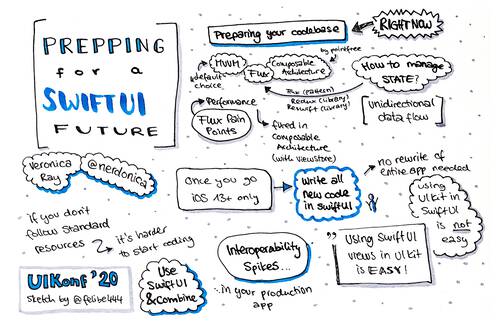 PREPPING
for a
SWIFTUI
FUTURE
Veronica
Ray
@nerdonica
Preparing your codebase
RIGHT NOW
How to manage
STATE?
Unidirectional
data flow
MVVM
default
choice
Flux
Composable
Architecture
by pointfree
Flux (Pattern)
Redux (Library)
ReSwift (Library)
Performance
Flux Pain
Points
fixed in
Composable
Architecture
(with viewstore)
Once you go
iOS 13+ only
Write all
new code
in SwiftUI
no rewrite of
entire app needed
Using
UIKit in
SwiftUI
is not
easy
if you don't
follow standard
resources
it's harder
to start coding
Interoperability
Spikes...
...in your production
app
"Using SwiftUI
views in UIKit
is EASY!
UIKonf '20
Sketch by @felibe444
Use
SwiftUI
& Combine